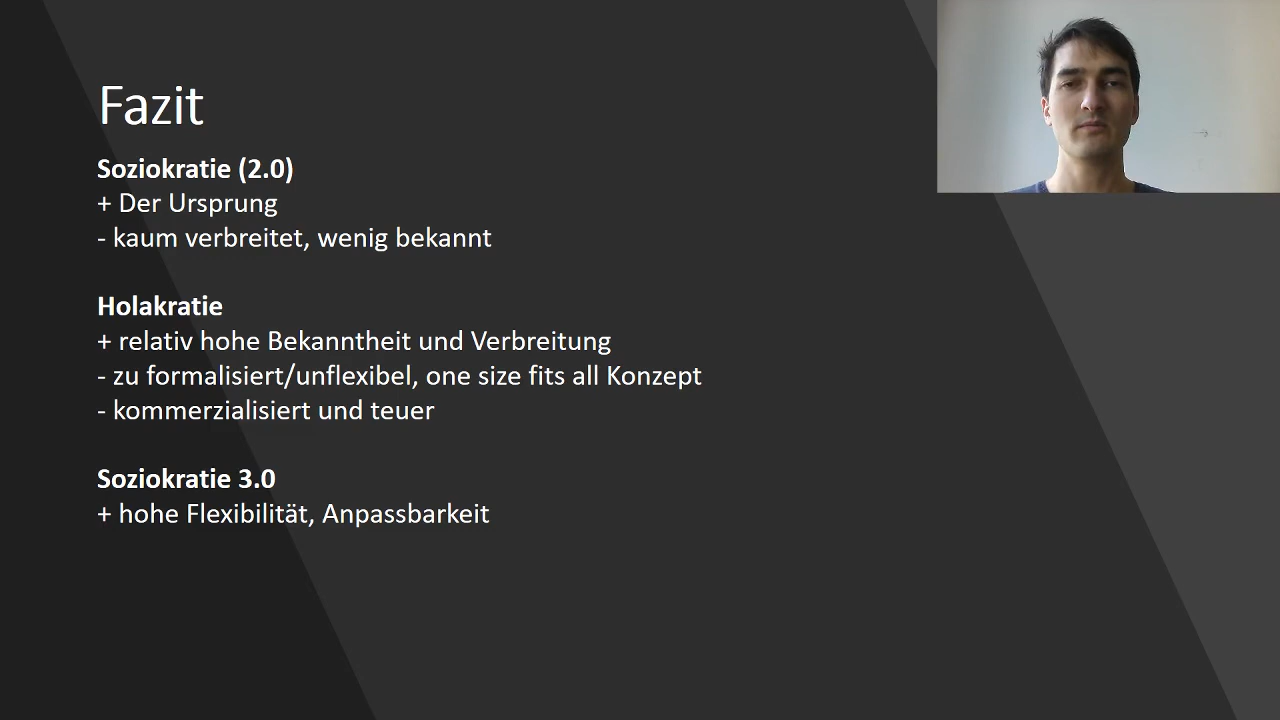 Fazit
Soziokratie (2.0)
+ Der Ursprung
- kaum verbreitet, wenig bekannt
Holakratie
+ relativ hohe Bekanntheit und Verbreitung
- zu formalisiert/unflexibel, one size fits all Konzept
- kommerzialisiert und teuer
Soziokratie 3.0
+ hohe Flexibilität, Anpassbarkeit